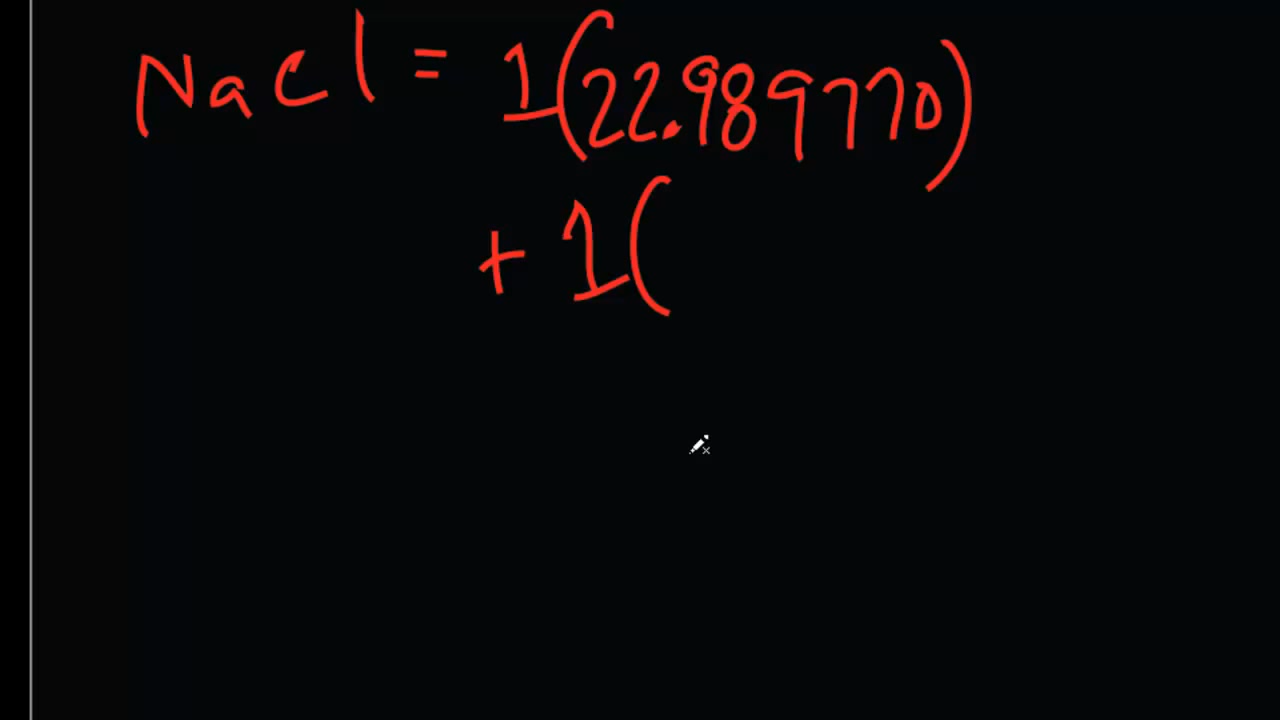 NaCl = 1(22.989770)
+ 1(